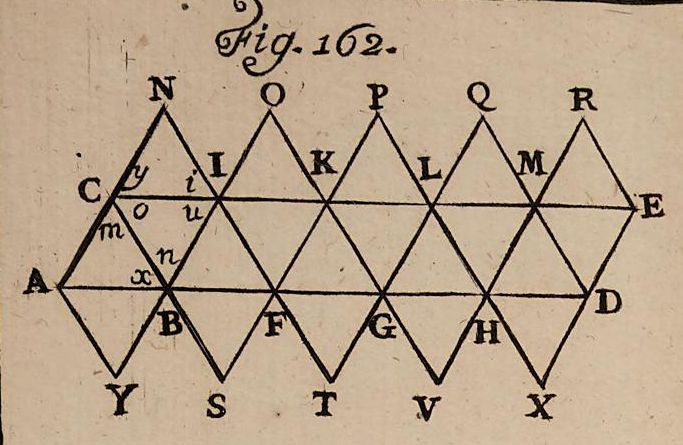 Fig. 162.
N O P Q R
C y i I K L M E
o u
m
n
A x D
B F G H
Y S T V X